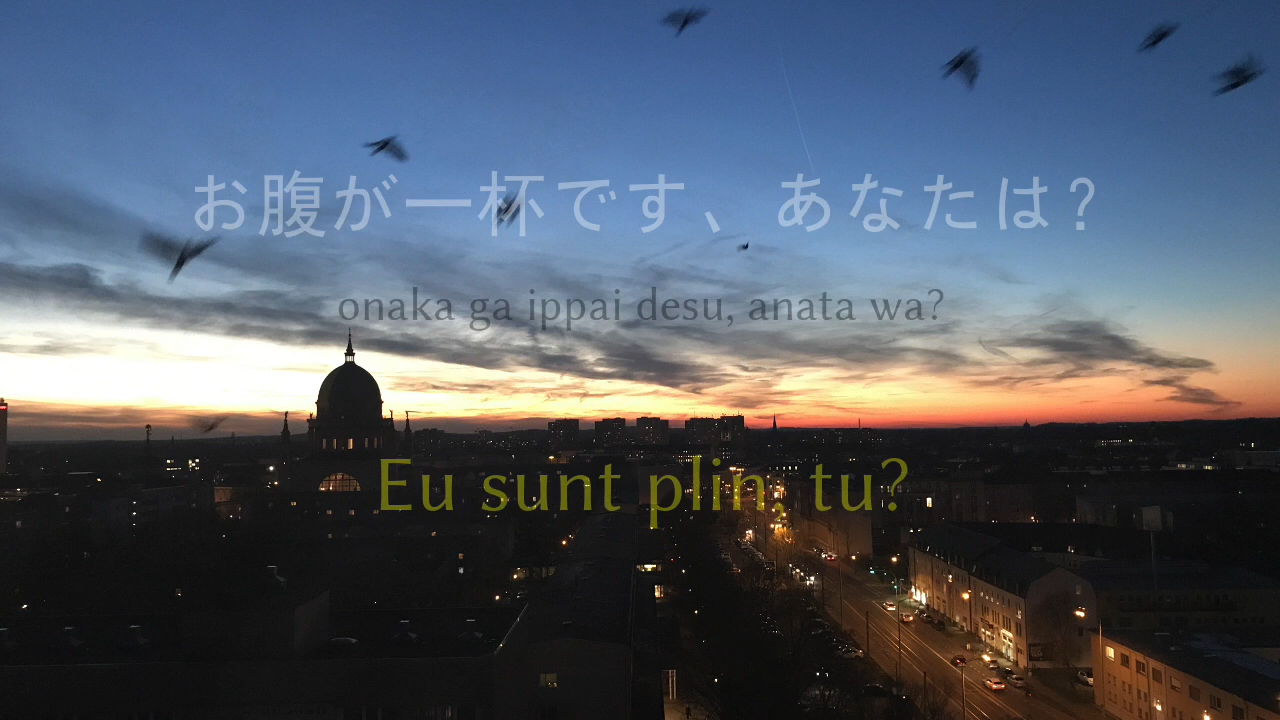 お腹が一杯です、あなたは？
onaka ga ippai desu, anata wa?
Eu sunt plin, tu?